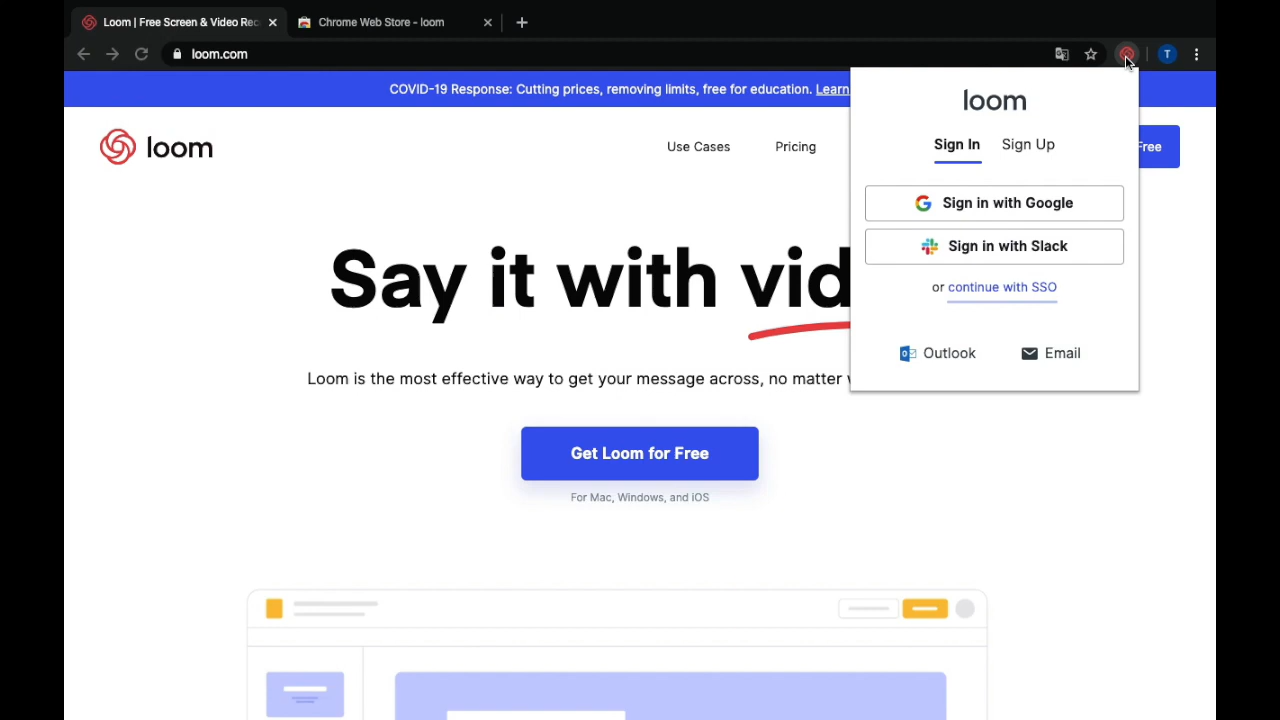 Loom | Free Screen & Video Rec
Chrome Web Store - loom
loom.com
T
COVID-19 Response: Cutting prices, removing limits, free for education. Learn
loom
Use Cases
Pricing
Free
loom
Sign In
Sign Up
Sign in with Google
Sign in with Slack
or continue with SSO
Outlook
Email
Say it with vid
Loom is the most effective way to get your message across, no matter
Get Loom for Free
For Mac, Windows, and iOS